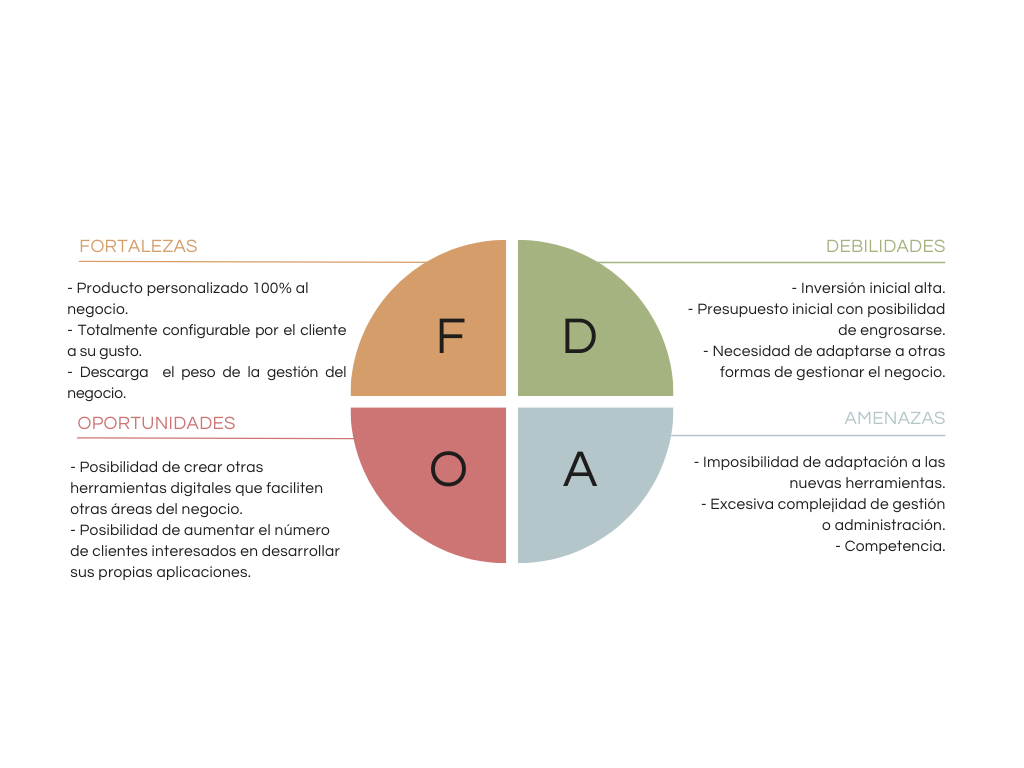 FORTALEZAS
- Producto personalizado 100% al
negocio.
- Totalmente configurable por el cliente
a su gusto.
- Descarga el peso de la gestión del
negocio.
F
D
DEBILIDADES
- Inversión inicial alta.
- Presupuesto inicial con posibilidad
de engrosarse.
- Necesidad de adaptarse a otras
formas de gestionar el negocio.
OPORTUNIDADES
- Posibilidad de crear otras
herramientas digitales que faciliten
otras áreas del negocio.
- Posibilidad de aumentar el número
de clientes interesados en desarrollar
sus propias aplicaciones.
O
A
AMENAZAS
- Imposibilidad de adaptación a las
nuevas herramientas.
- Excesiva complejidad de gestión
o administración.
- Competencia.